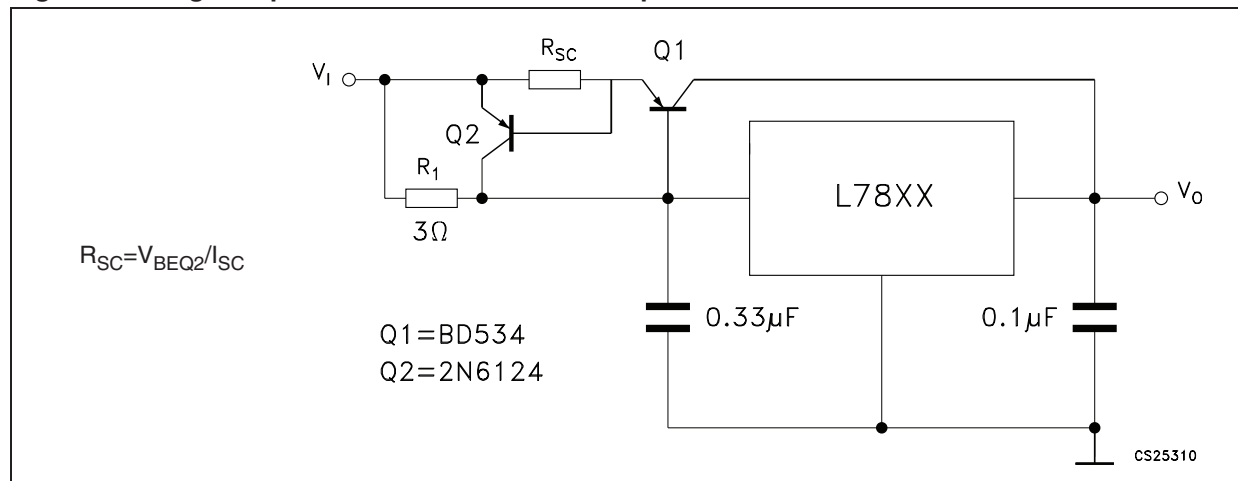 R_SC
Q1
V_I
Q2
R_1
3Ω
L78XX
V_O
R_SC=V_BEQ2/I_SC
0.33μF
0.1μF
Q1=BD534
Q2=2N6124
CS25310